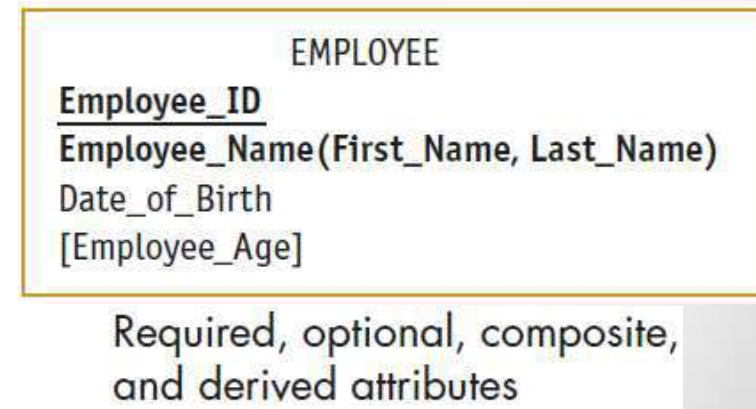 EMPLOYEE
Employee_ID
Employee_Name(First_Name, Last_Name)
Date_of_Birth
[Employee_Age]
Required, optional, composite,
and derived attributes